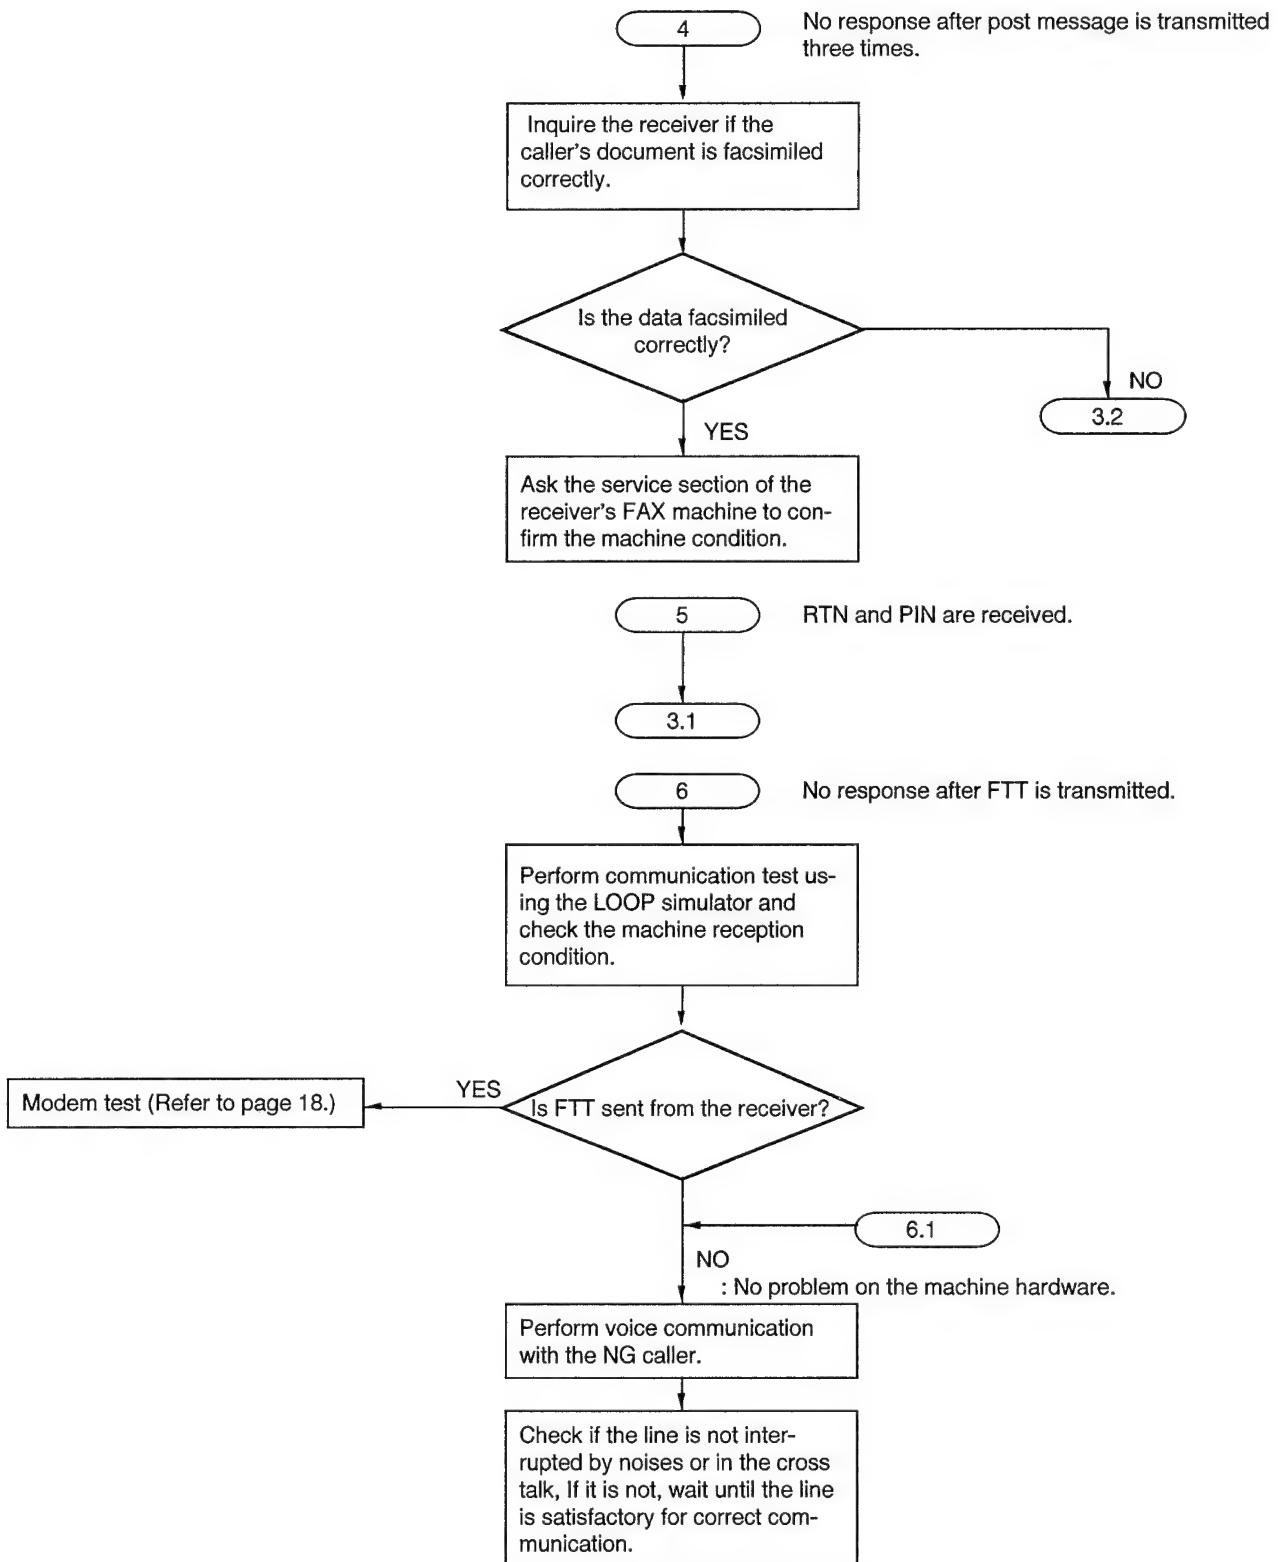 4
No response after post message is transmitted
three times.
Inquire the receiver if the
caller's document is facsimiled
correctly.
Is the data facsimiled
correctly?
NO
3.2
YES
Ask the service section of the
receiver's FAX machine to con-
firm the machine condition.
5
RTN and PIN are received.
3.1
6
No response after FTT is transmitted.
Perform communication test us-
ing the LOOP simulator and
check the machine reception
condition.
YES
Modem test (Refer to page 18.)
Is FTT sent from the receiver?
6.1
NO
: No problem on the machine hardware.
Perform voice communication
with the NG caller.
Check if the line is not inter-
rupted by noises or in the cross
talk, If it is not, wait until the line
is satisfactory for correct com-
munication.